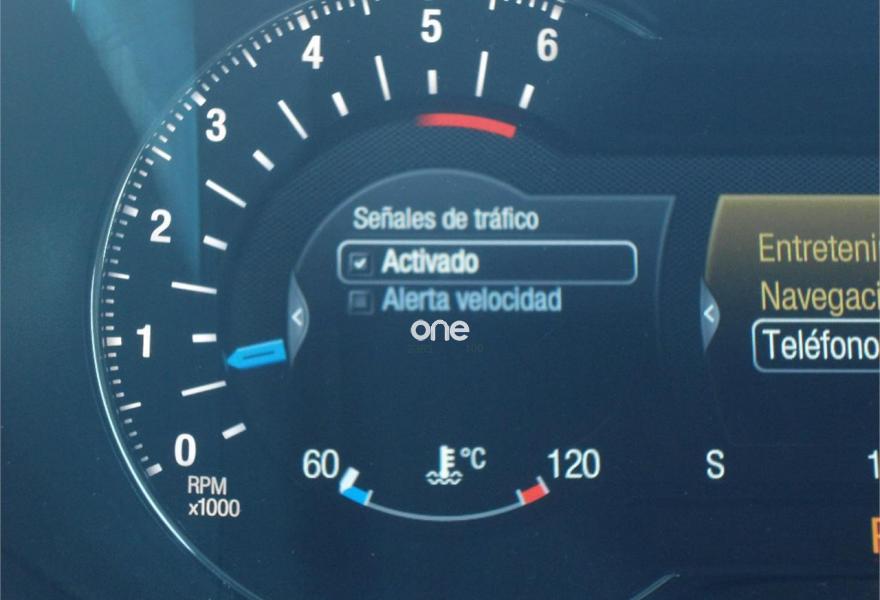 5
4
6
3
2
Señales de tráfico
Activado
Alerta velocidad
one
1
0
RPM
x1000
60
°C
120
Navegaci
Teléfono
Entreteni
S